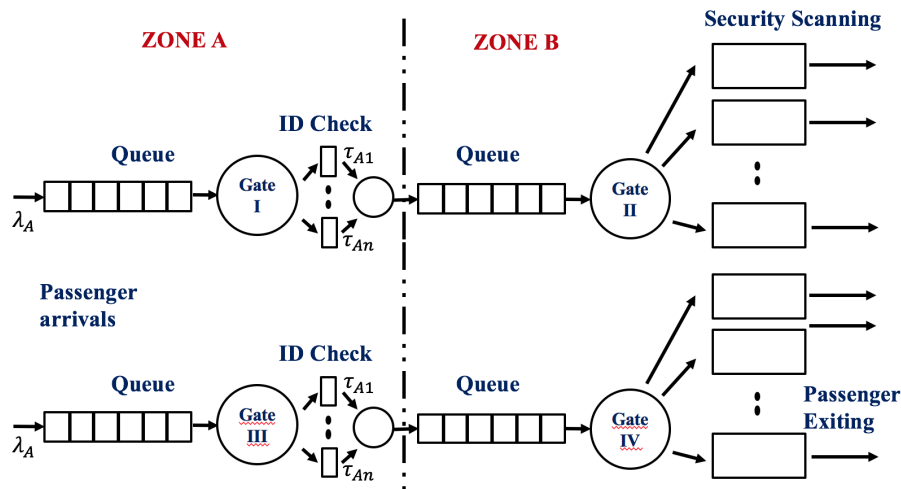 Security Scanning
ZONE A
ZONE B
ID Check
Queue
τA1
Queue
Gate
I
Gate
II
λA
τAn
Passenger
arrivals
ID Check
Queue
τA1
Queue
Passenger
Exiting
Gate
III
Gate
IV
λA
τAn